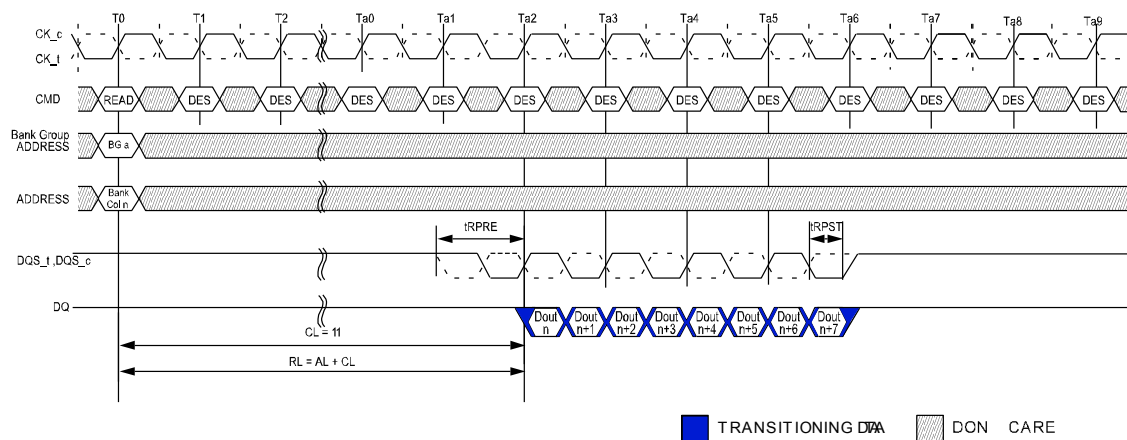 T0 T1 T2 Ta0 Ta1 Ta2 Ta3 Ta4 Ta5 Ta6 Ta7 Ta8 Ta9
CK_c
CK_t
CMD READ DES DES DES DES DES DES DES DES DES DES DES DES
Bank Group
ADDRESS
BG a
ADDRESS
Bank
Col n
tRPRE tRPST
DQS_t ,DQS_c
DQ
Dout n Dout n+1 Dout n+2 Dout n+3 Dout n+4 Dout n+5 Dout n+6 Dout n+7
CL = 11
RL = AL + CL
TRANSITIONING DATA DON CARE